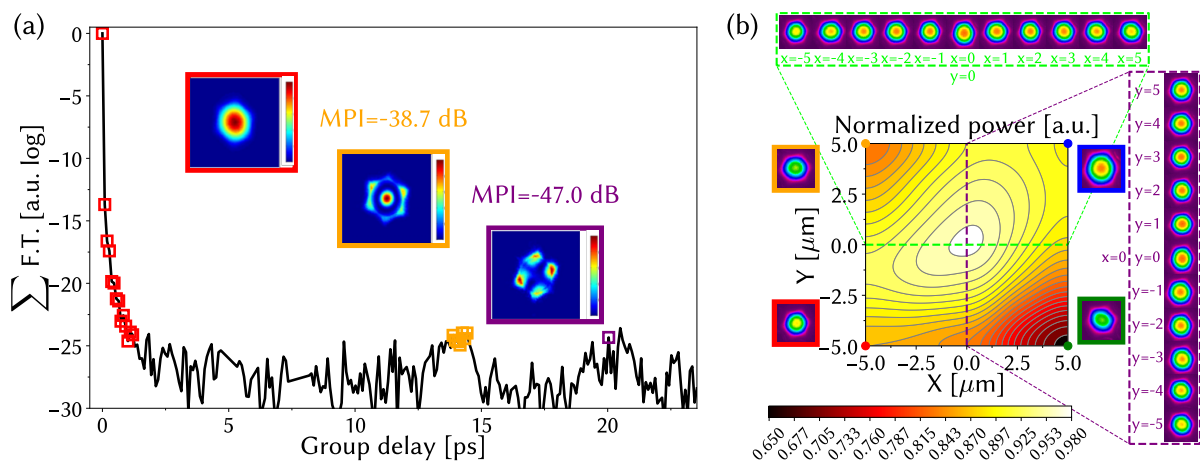 (a)
0
−5
−10
−15
−20
−25
−30
∑ F.T. [a.u. log]
0
5
10
15
20
Group delay [ps]
MPI=-38.7 dB
MPI=-47.0 dB
(b)
x=-5 x=-4 x=-3 x=-2 x=-1 x=0 x=1 x=2 x=3 x=4 x=5
y=0
Normalized power [a.u.]
5.0
2.5
0.0
−2.5
−5.0
Y [μm]
−5.0 −2.5 0.0 2.5 5.0
X [μm]
0.650 0.677 0.705 0.733 0.760 0.787 0.815 0.843 0.870 0.897 0.925 0.953 0.980
y=5
y=4
y=3
y=2
y=1
x=0 y=0
y=-1
y=-2
y=-3
y=-4
y=-5